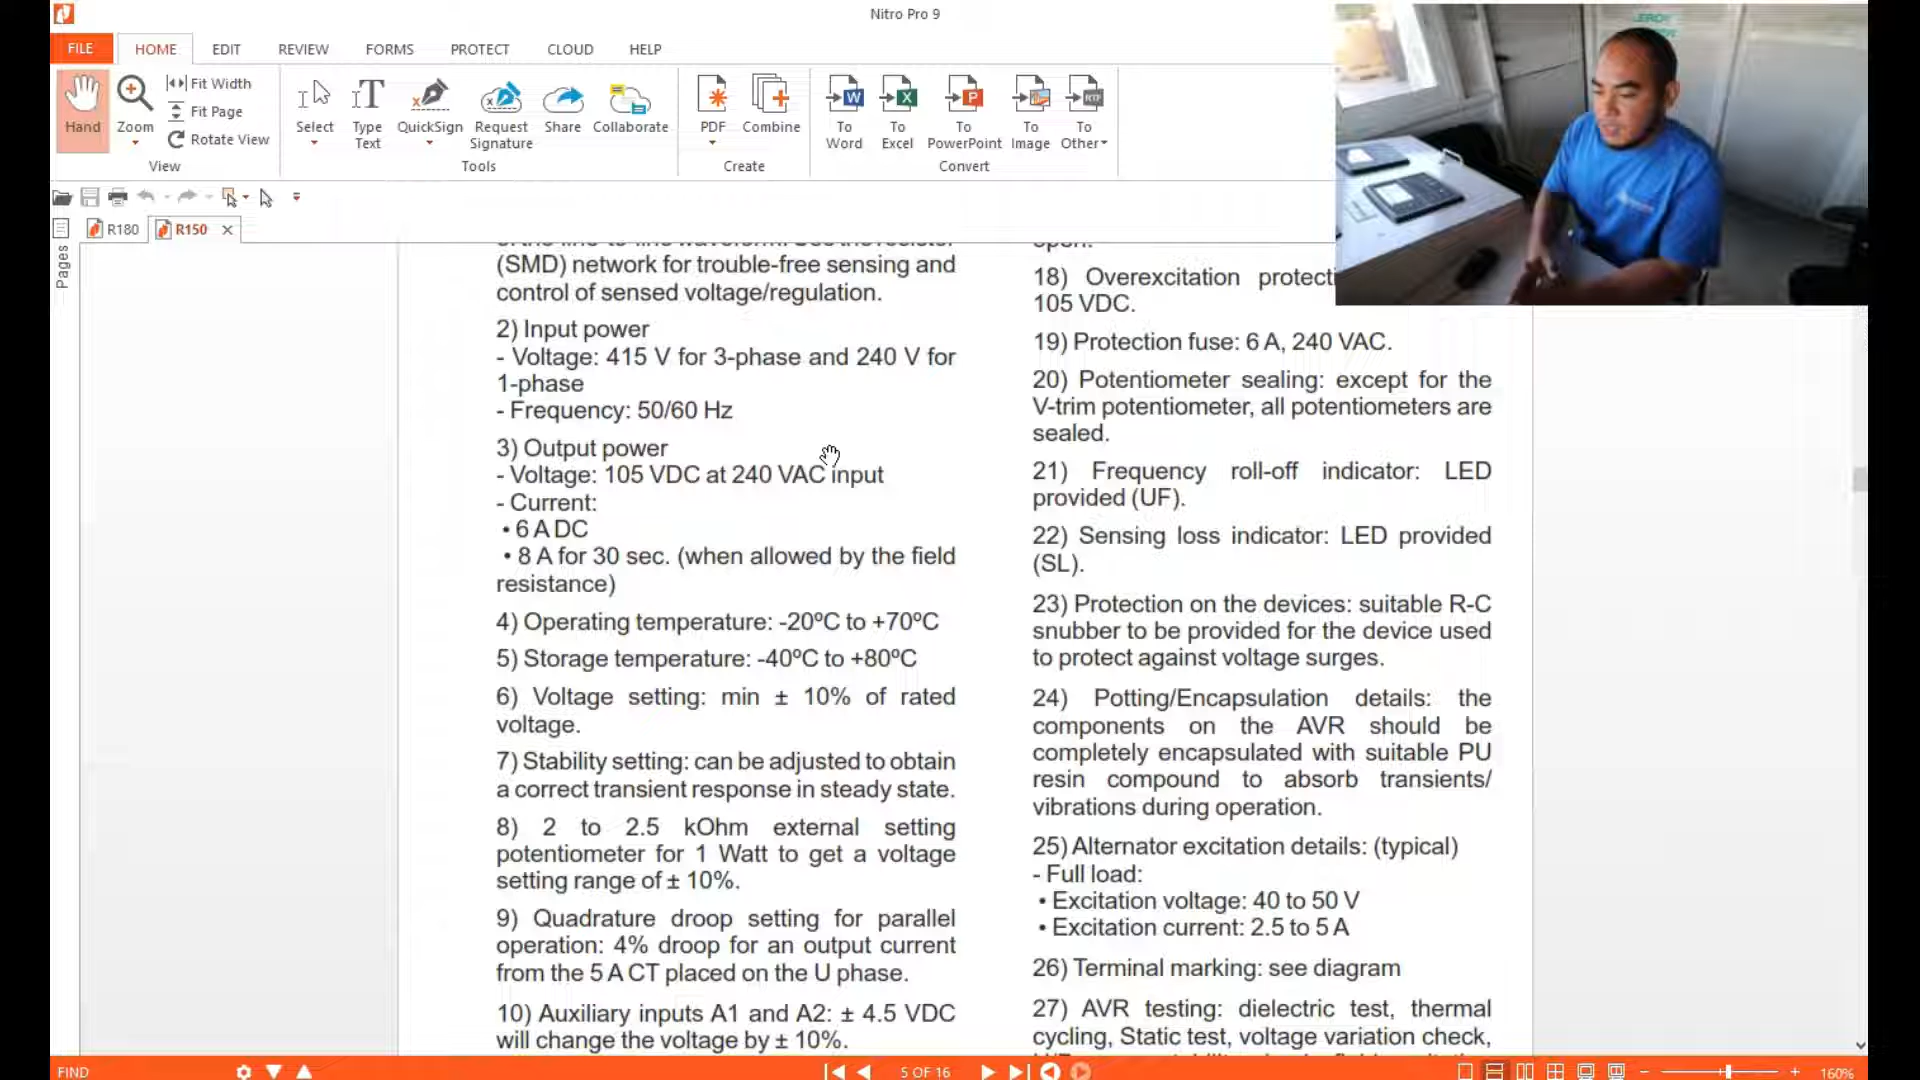 Nitro Pro 9
FILE
HOME
EDIT
REVIEW
FORMS
PROTECT
CLOUD
HELP
Hand
Zoom
Fit Width
Fit Page
Rotate View
View
Select
Type
Text
QuickSign
Request
Signature
Share
Collaborate
Tools
PDF
Combine
Create
To
Word
To
Excel
To
PowerPoint
To
Image
To
Other
Convert
R180
R150
Pages
(SMD) network for trouble-free sensing and
control of sensed voltage/regulation.
2) Input power
- Voltage: 415 V for 3-phase and 240 V for
1-phase
- Frequency: 50/60 Hz
3) Output power
- Voltage: 105 VDC at 240 VAC input
- Current:
• 6 A DC
• 8 A for 30 sec. (when allowed by the field
resistance)
4) Operating temperature: -20ºC to +70ºC
5) Storage temperature: -40ºC to +80ºC
6) Voltage setting: min ± 10% of rated
voltage.
7) Stability setting: can be adjusted to obtain
a correct transient response in steady state.
8) 2 to 2.5 kOhm external setting
potentiometer for 1 Watt to get a voltage
setting range of ± 10%.
9) Quadrature droop setting for parallel
operation: 4% droop for an output current
from the 5 A CT placed on the U phase.
10) Auxiliary inputs A1 and A2: ± 4.5 VDC
will change the voltage by ± 10%.
open.
18) Overexcitation protecti
105 VDC.
19) Protection fuse: 6 A, 240 VAC.
20) Potentiometer sealing: except for the
V-trim potentiometer, all potentiometers are
sealed.
21) Frequency roll-off indicator: LED
provided (UF).
22) Sensing loss indicator: LED provided
(SL).
23) Protection on the devices: suitable R-C
snubber to be provided for the device used
to protect against voltage surges.
24) Potting/Encapsulation details: the
components on the AVR should be
completely encapsulated with suitable PU
resin compound to absorb transients/
vibrations during operation.
25) Alternator excitation details: (typical)
- Full load:
• Excitation voltage: 40 to 50 V
• Excitation current: 2.5 to 5 A
26) Terminal marking: see diagram
27) AVR testing: dielectric test, thermal
cycling, Static test, voltage variation check,
FIND
5 OF 16
160%